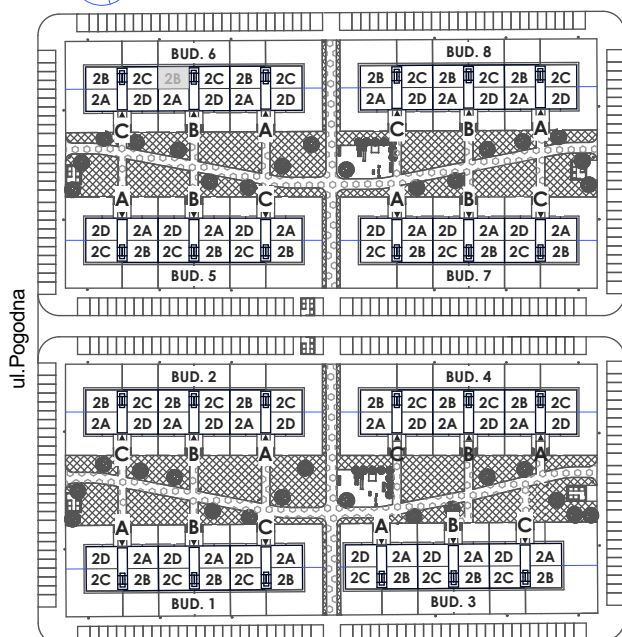 BUD. 6 BUD. 8
2B 2C 2B 2C 2B 2C 2B 2C 2B 2C 2B 2C
2A 2D 2A 2D 2A 2D 2A 2D 2A 2D 2A 2D
C B A C B A
A B C A B C
2D 2A 2D 2A 2D 2A 2D 2A 2D 2A 2D 2A
2C 2B 2C 2B 2C 2B 2C 2B 2C 2B 2C 2B
BUD. 5 BUD. 7
ul.Pogodna
BUD. 2 BUD. 4
2B 2C 2B 2C 2B 2C 2B 2C 2B 2C 2B 2C
2A 2D 2A 2D 2A 2D 2A 2D 2A 2D 2A 2D
C B A C B A
A B C A B C
2D 2A 2D 2A 2D 2A 2D 2A 2D 2A 2D 2A
2C 2B 2C 2B 2C 2B 2C 2B 2C 2B 2C 2B
BUD. 1 BUD. 3